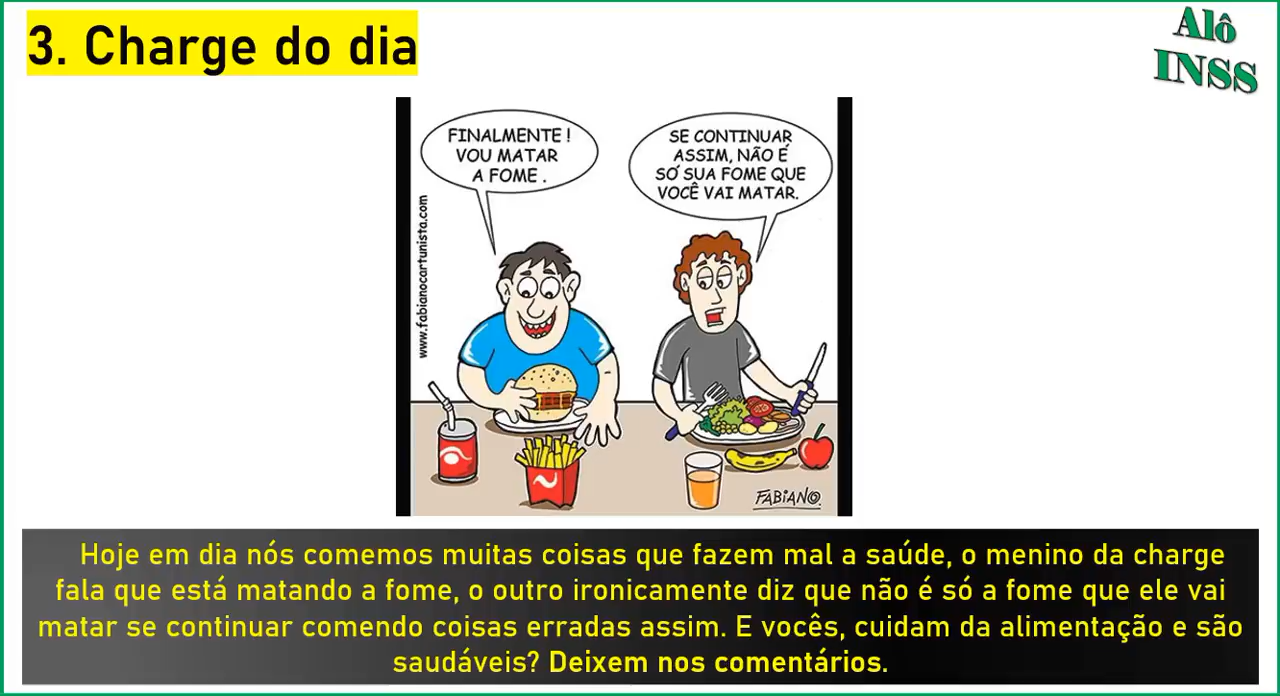 3. Charge do dia
Alô
INSS
FINALMENTE !
VOU MATAR
A FOME .
SE CONTINUAR
ASSIM, NÃO É
SÓ SUA FOME QUE
VOCÊ VAI MATAR.
www.fabianocartunista.com
FABIANO.
Hoje em dia nós comemos muitas coisas que fazem mal a saúde, o menino da charge
fala que está matando a fome, o outro ironicamente diz que não é só a fome que ele vai
matar se continuar comendo coisas erradas assim. E vocês, cuidam da alimentação e são
saudáveis? Deixem nos comentários.